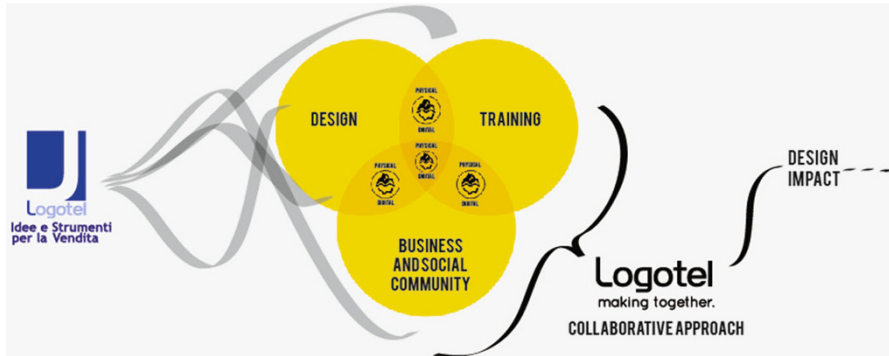 Logotel
Idee e Strumenti
per la Vendita
DESIGN
TRAINING
BUSINESS
AND SOCIAL
COMMUNITY
PHYSICAL
DIGITAL
PHYSICAL
DIGITAL
PHYSICAL
DIGITAL
PHYSICAL
DIGITAL
Logotel
making together.
COLLABORATIVE APPROACH
DESIGN
IMPACT